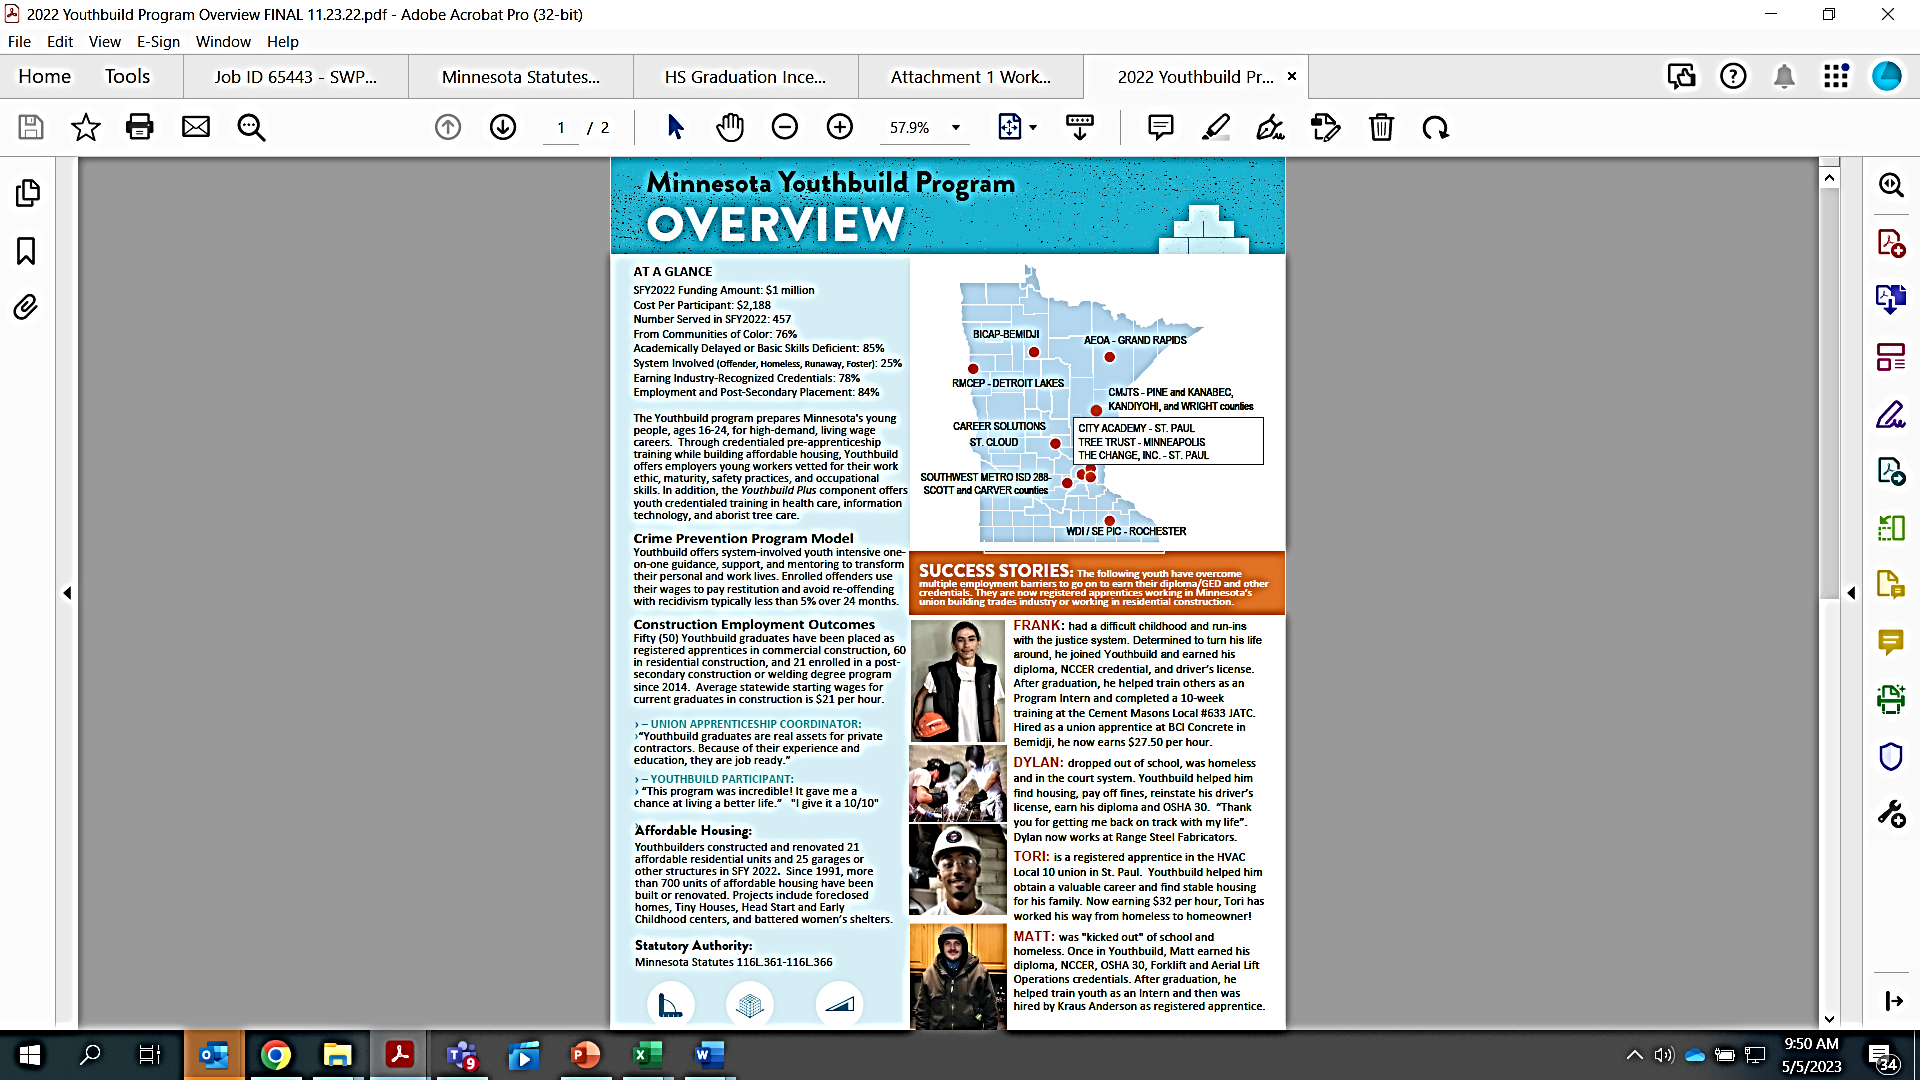 2022 Youthbuild Program Overview FINAL 11.23.22.pdf - Adobe Acrobat Pro (32-bit)
File Edit View E-Sign Window Help
Home Tools Job ID 65443 - SWP... Minnesota Statutes... HS Graduation Ince... Attachment 1 Work... 2022 Youthbuild Pr... ×
1 / 2 57.9%
Minnesota Youthbuild Program
OVERVIEW
AT A GLANCE
SFY2022 Funding Amount: $1 million
Cost Per Participant: $2,188
Number Served in SFY2022: 457
From Communities of Color: 76%
Academically Delayed or Basic Skills Deficient: 85%
System Involved (Offender, Homeless, Runaway, Foster): 25%
Earning Industry-Recognized Credentials: 78%
Employment and Post-Secondary Placement: 84%
The Youthbuild program prepares Minnesota's young
people, ages 16-24, for high-demand, living wage
careers. Through credentialed pre-apprenticeship
training while building affordable housing, Youthbuild
offers employers young workers vetted for their work
ethic, maturity, safety practices, and occupational
skills. In addition, the Youthbuild Plus component offers
youth credentialed training in health care, information
technology, and aborist tree care.
Crime Prevention Program Model
Youthbuild offers system-involved youth intensive one-
on-one guidance, support, and mentoring to transform
their personal and work lives. Enrolled offenders use
their wages to pay restitution and avoid re-offending
with recidivism typically less than 5% over 24 months.
Construction Employment Outcomes
Fifty (50) Youthbuild graduates have been placed as
registered apprentices in commercial construction, 60
in residential construction, and 21 enrolled in a post-
secondary construction or welding degree program
since 2014. Average statewide starting wages for
current graduates in construction is $21 per hour.
› – UNION APPRENTICESHIP COORDINATOR:
›“Youthbuild graduates are real assets for private
contractors. Because of their experience and
education, they are job ready.”
› – YOUTHBUILD PARTICIPANT:
› “This program was incredible! It gave me a
chance at living a better life.” "I give it a 10/10"
Affordable Housing:
Youthbuilders constructed and renovated 21
affordable residential units and 25 garages or
other structures in SFY 2022. Since 1991, more
than 700 units of affordable housing have been
built or renovated. Projects include foreclosed
homes, Tiny Houses, Head Start and Early
Childhood centers, and battered women’s shelters.
Statutory Authority:
Minnesota Statutes 116L.361-116L.366
BICAP-BEMIDJI
AEOA - GRAND RAPIDS
RMCEP - DETROIT LAKES
CMJTS - PINE and KANABEC,
KANDIYOHI, and WRIGHT counties
CAREER SOLUTIONS
ST. CLOUD
CITY ACADEMY - ST. PAUL
TREE TRUST - MINNEAPOLIS
THE CHANGE, INC. - ST. PAUL
SOUTHWEST METRO ISD 288-
SCOTT and CARVER counties
WDI / SE PIC - ROCHESTER
SUCCESS STORIES: The following youth have overcome
multiple employment barriers to go on to earn their diploma/GED and other
credentials. They are now registered apprentices working in Minnesota’s
union building trades industry or working in residential construction.
FRANK: had a difficult childhood and run-ins
with the justice system. Determined to turn his life
around, he joined Youthbuild and earned his
diploma, NCCER credential, and driver’s license.
After graduation, he helped train others as an
Program Intern and completed a 10-week
training at the Cement Masons Local #633 JATC.
Hired as a union apprentice at BCI Concrete in
Bemidji, he now earns $27.50 per hour.
DYLAN: dropped out of school, was homeless
and in the court system. Youthbuild helped him
find housing, pay off fines, reinstate his driver’s
license, earn his diploma and OSHA 30. “Thank
you for getting me back on track with my life”.
Dylan now works at Range Steel Fabricators.
TORI: is a registered apprentice in the HVAC
Local 10 union in St. Paul. Youthbuild helped him
obtain a valuable career and find stable housing
for his family. Now earning $32 per hour, Tori has
worked his way from homeless to homeowner!
MATT: was "kicked out" of school and
homeless. Once in Youthbuild, Matt earned his
diploma, NCCER, OSHA 30, Forklift and Aerial Lift
Operations credentials. After graduation, he
helped train youth as an Intern and then was
hired by Kraus Anderson as registered apprentice.
9
9:50 AM
5/5/2023
34